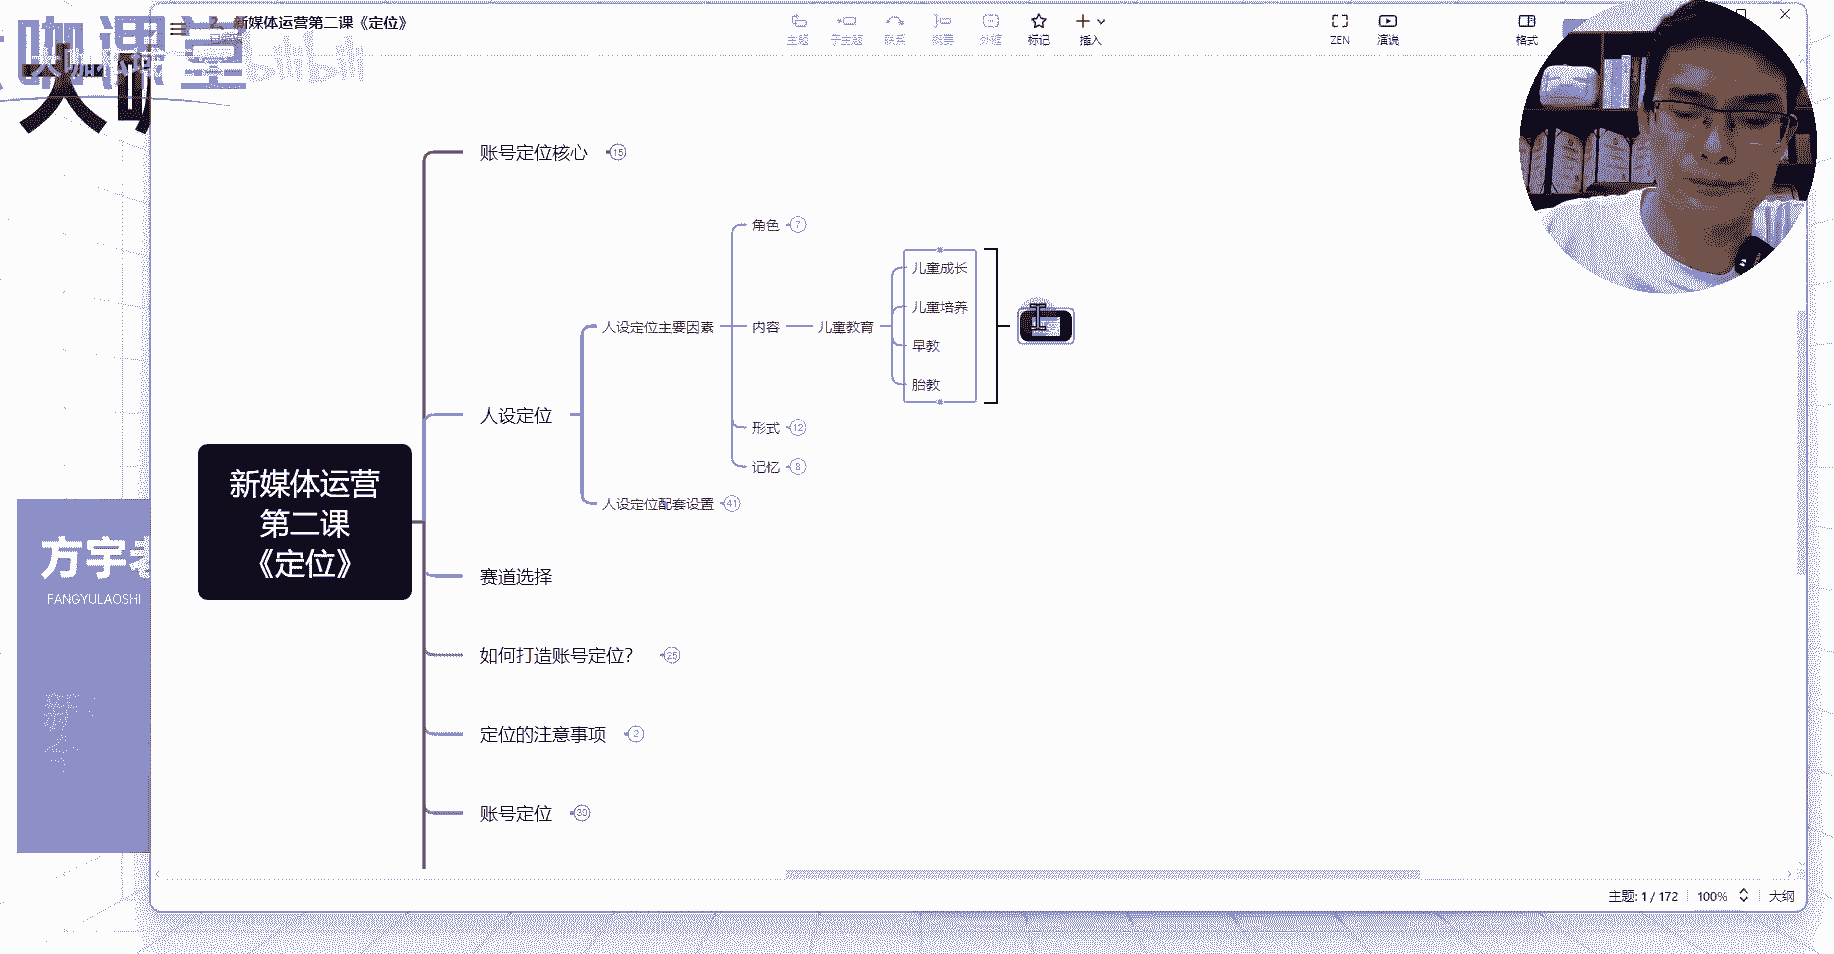 新媒体运营第二课《定位》
主题
子主题
联系
概要
外框
标记
插入
ZEN
演说
格式
课堂
bilibili
账号定位核心
15
角色
7
儿童成长
儿童培养
人设定位主要因素
内容
儿童教育
早教
胎教
人设定位
形式
12
记忆
8
人设定位配套设置
41
新媒体运营
第二课
《定位》
方宇老
FANGYULAOSHI
赛道选择
如何打造账号定位?
25
定位的注意事项
2
账号定位
39
主题: 1 / 172
100%
大纲